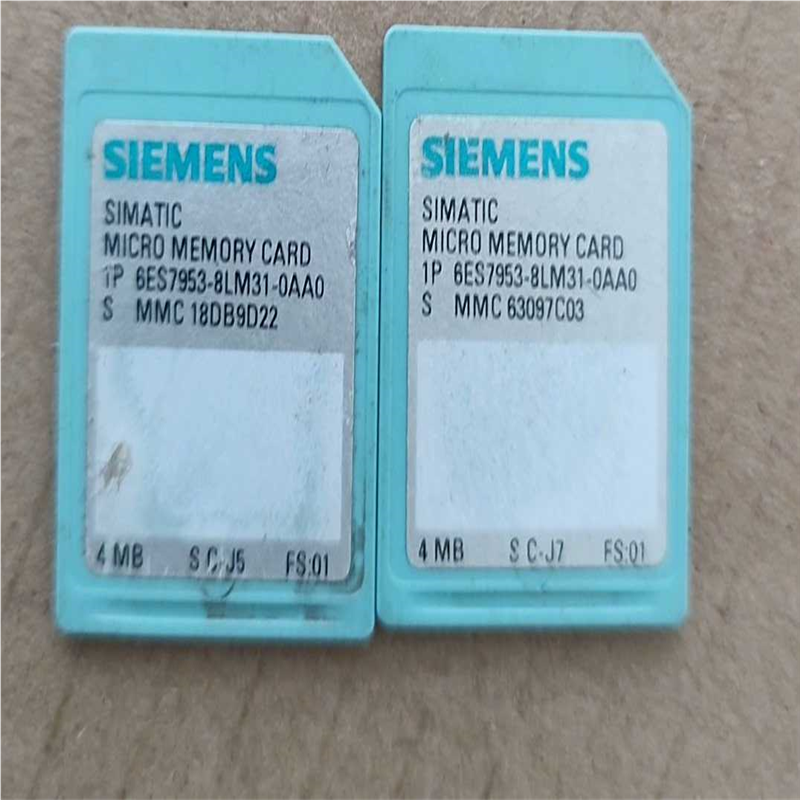 SIEMENS
SIMATIC
MICRO MEMORY CARD
1P 6ES7953-8LM31-0AA0
S MMC 18DB9D22
4 MB S C-J5 FS:01
SIEMENS
SIMATIC
MICRO MEMORY CARD
1P 6ES7953-8LM31-0AA0
S MMC 63097C03
4 MB S C-J7 FS:01